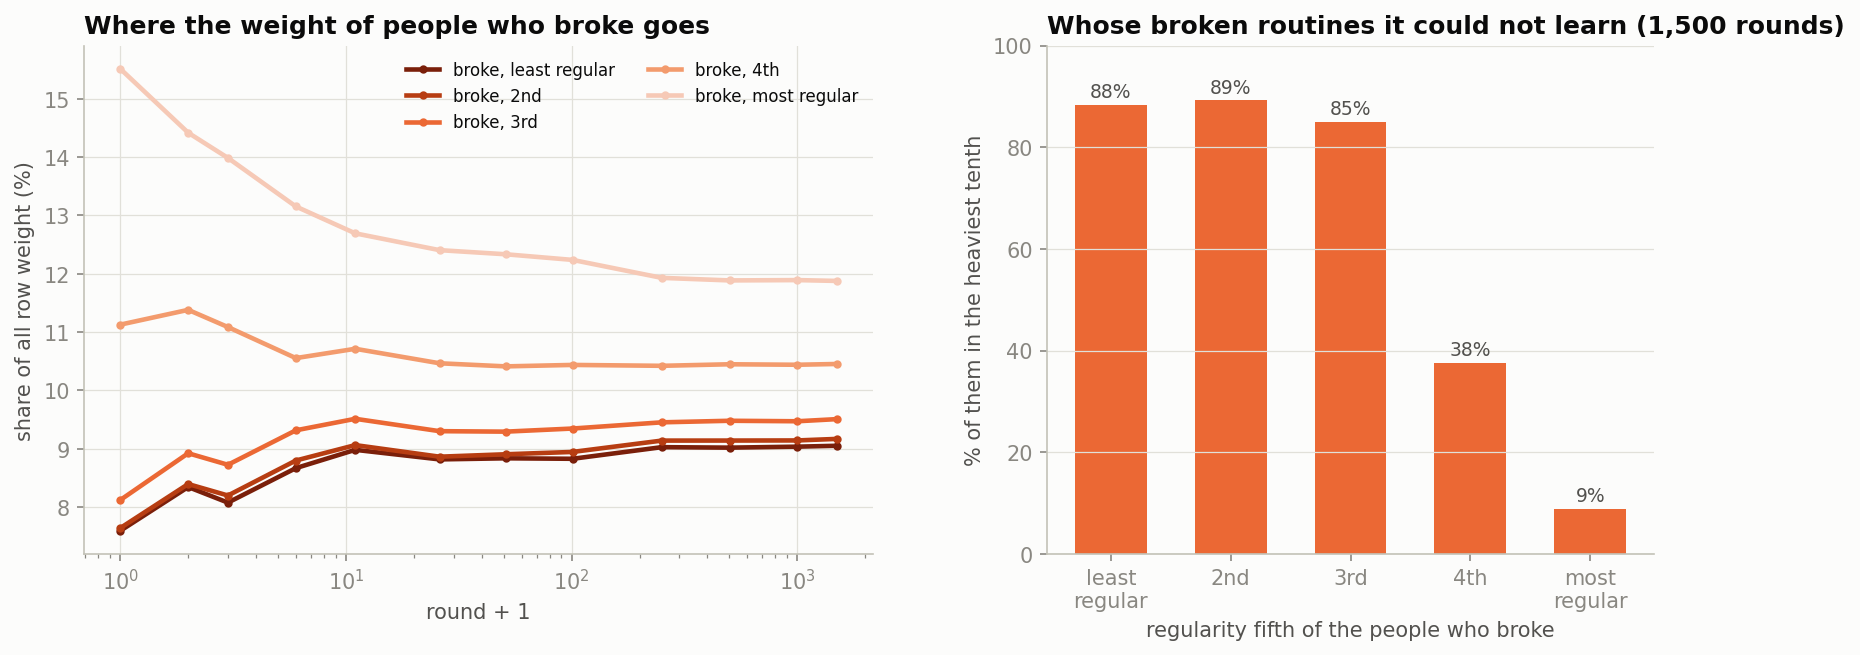 Where the weight of people who broke goes
share of all row weight (%)
15
14
13
12
11
10
9
8
broke, least regular
broke, 2nd
broke, 3rd
broke, 4th
broke, most regular
10⁰
10¹
10²
10³
round + 1
Whose broken routines it could not learn (1,500 rounds)
% of them in the heaviest tenth
100
80
60
40
20
0
88%
89%
85%
38%
9%
least
regular
2nd
3rd
4th
most
regular
regularity fifth of the people who broke